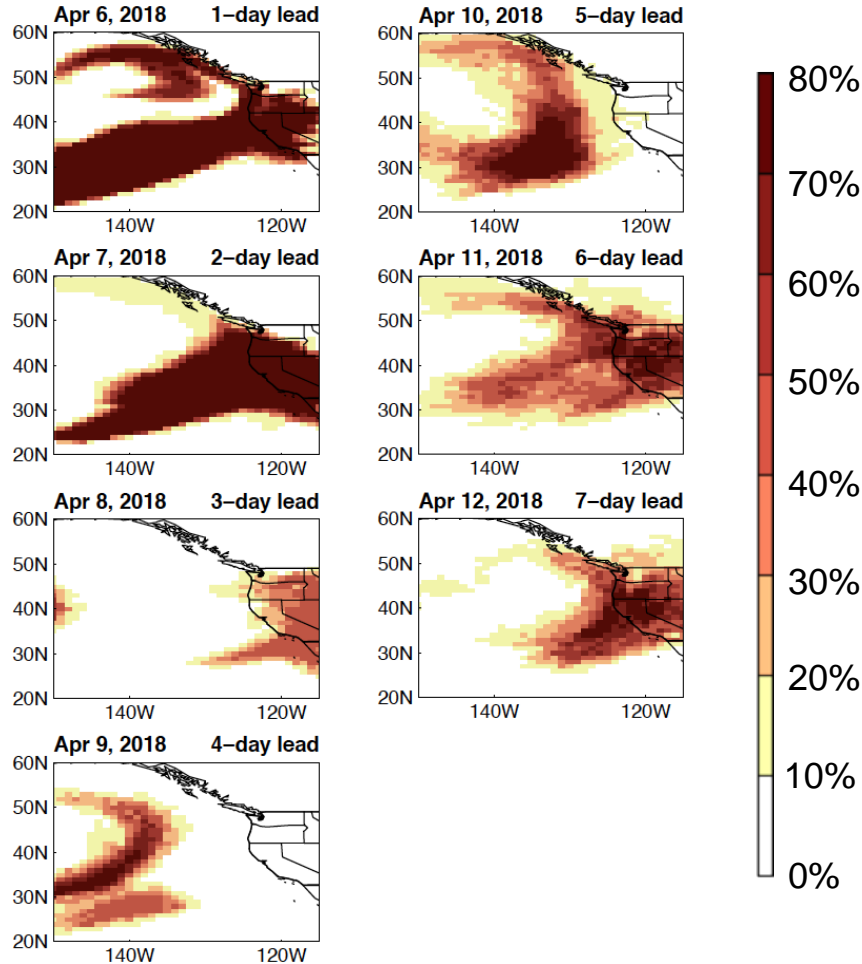 Apr 6, 2018 1−day lead
60N
50N
40N
30N
20N
140W 120W
Apr 7, 2018 2−day lead
60N
50N
40N
30N
20N
140W 120W
Apr 8, 2018 3−day lead
60N
50N
40N
30N
20N
140W 120W
Apr 9, 2018 4−day lead
60N
50N
40N
30N
20N
140W 120W
Apr 10, 2018 5−day lead
60N
50N
40N
30N
20N
140W 120W
Apr 11, 2018 6−day lead
60N
50N
40N
30N
20N
140W 120W
Apr 12, 2018 7−day lead
60N
50N
40N
30N
20N
140W 120W
80%
70%
60%
50%
40%
30%
20%
10%
0%